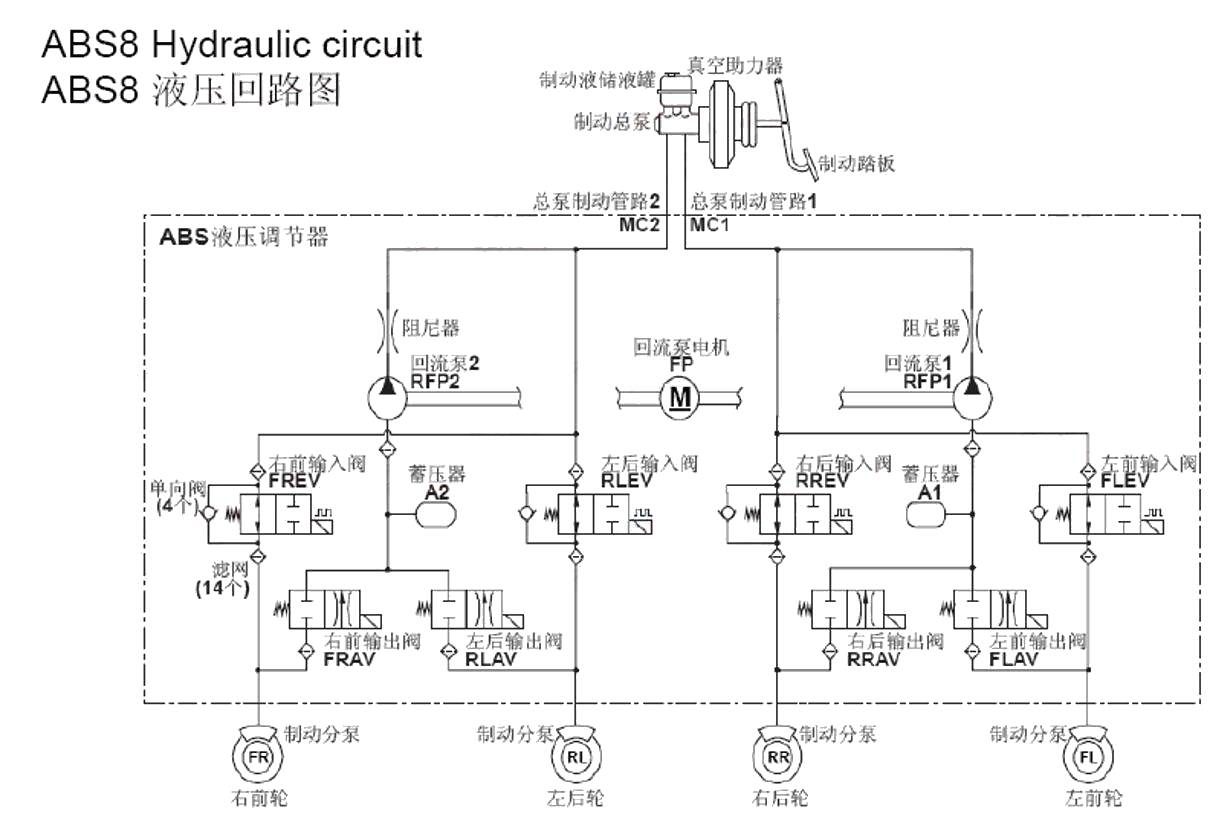 ABS8 Hydraulic circuit
ABS8 液压回路图
真空助力器
制动液储液罐
制动总泵
制动踏板
总泵制动管路2
总泵制动管路1
MC2
MC1
ABS液压调节器
阻尼器
阻尼器
回流泵电机
FP
M
回流泵2
RFP2
回流泵1
RFP1
右前输入阀
FREV
蓄压器
A2
左后输入阀
RLEV
右后输入阀
RREV
蓄压器
A1
左前输入阀
FLEV
单向阀
(4个)
滤网
(14个)
右前输出阀
FRAV
左后输出阀
RLAV
右后输出阀
RRAV
左前输出阀
FLAV
制动分泵
制动分泵
制动分泵
制动分泵
FR
RL
RR
FL
右前轮
左后轮
右后轮
左前轮